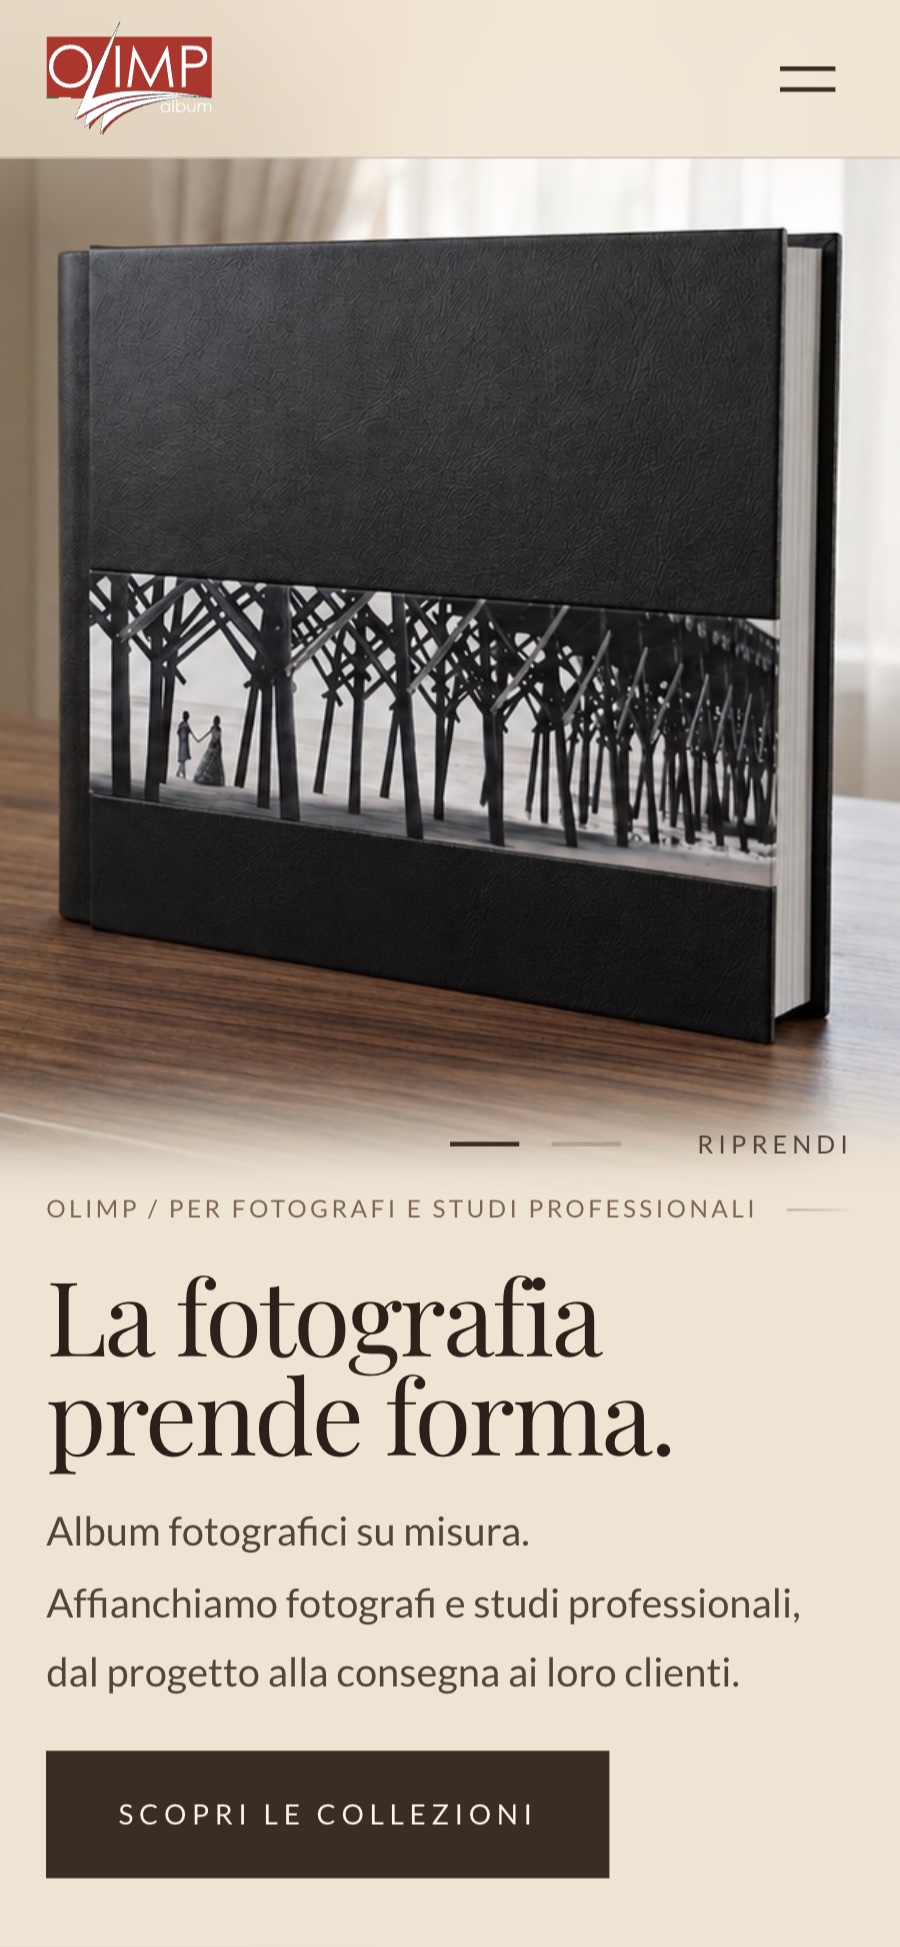 OLIMP
album
RIPRENDI
OLIMP / PER FOTOGRAFI E STUDI PROFESSIONALI
La fotografia
prende forma.
Album fotografici su misura.
Affianchiamo fotografi e studi professionali,
dal progetto alla consegna ai loro clienti.
SCOPRI LE COLLEZIONI